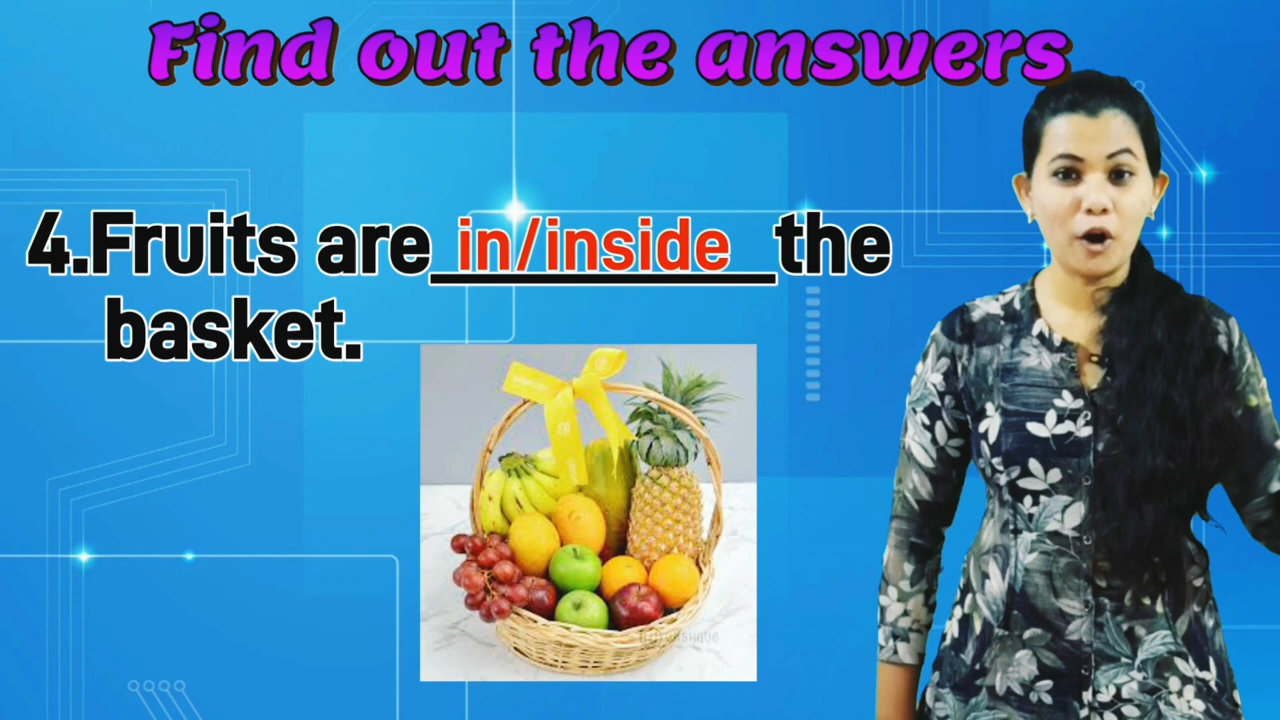 Find out the answers
4.Fruits are in/inside the
basket.